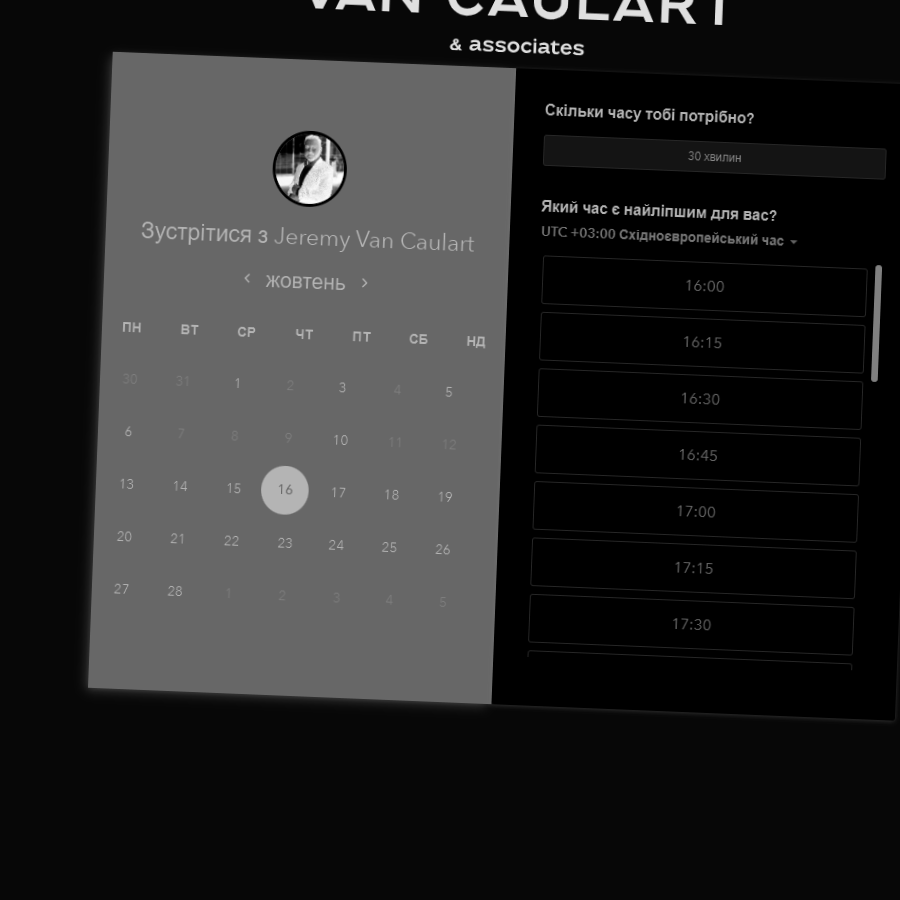 VAN CAULART
& associates
Зустрітися з Jeremy Van Caulart
‹ жовтень ›
ПН ВТ СР ЧТ ПТ СБ НД
30 31 1 2 3 4 5
6 7 8 9 10 11 12
13 14 15 16 17 18 19
20 21 22 23 24 25 26
27 28 1 2 3 4 5
Скільки часу тобі потрібно?
30 хвилин
Який час є найліпшим для вас?
UTC +03:00 Східноєвропейський час
16:00
16:15
16:30
16:45
17:00
17:15
17:30